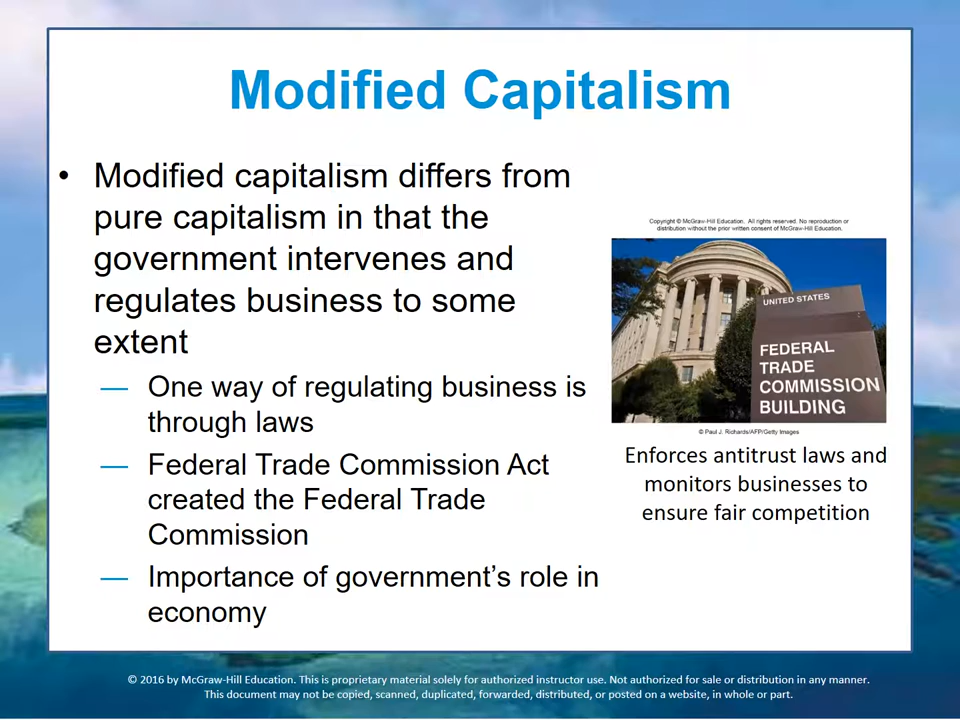 Modified Capitalism
• Modified capitalism differs from
pure capitalism in that the
government intervenes and
regulates business to some
extent
— One way of regulating business is
through laws
— Federal Trade Commission Act
created the Federal Trade
Commission
— Importance of government’s role in
economy
Copyright © McGraw-Hill Education. All rights reserved. No reproduction or
distribution without the prior written consent of McGraw-Hill Education.
UNITED STATES
FEDERAL
TRADE
COMMISSION
BUILDING
© Paul J. Richards/AFP/Getty Images
Enforces antitrust laws and
monitors businesses to
ensure fair competition
© 2016 by McGraw-Hill Education. This is proprietary material solely for authorized instructor use. Not authorized for sale or distribution in any manner.
This document may not be copied, scanned, duplicated, forwarded, distributed, or posted on a website, in whole or part.